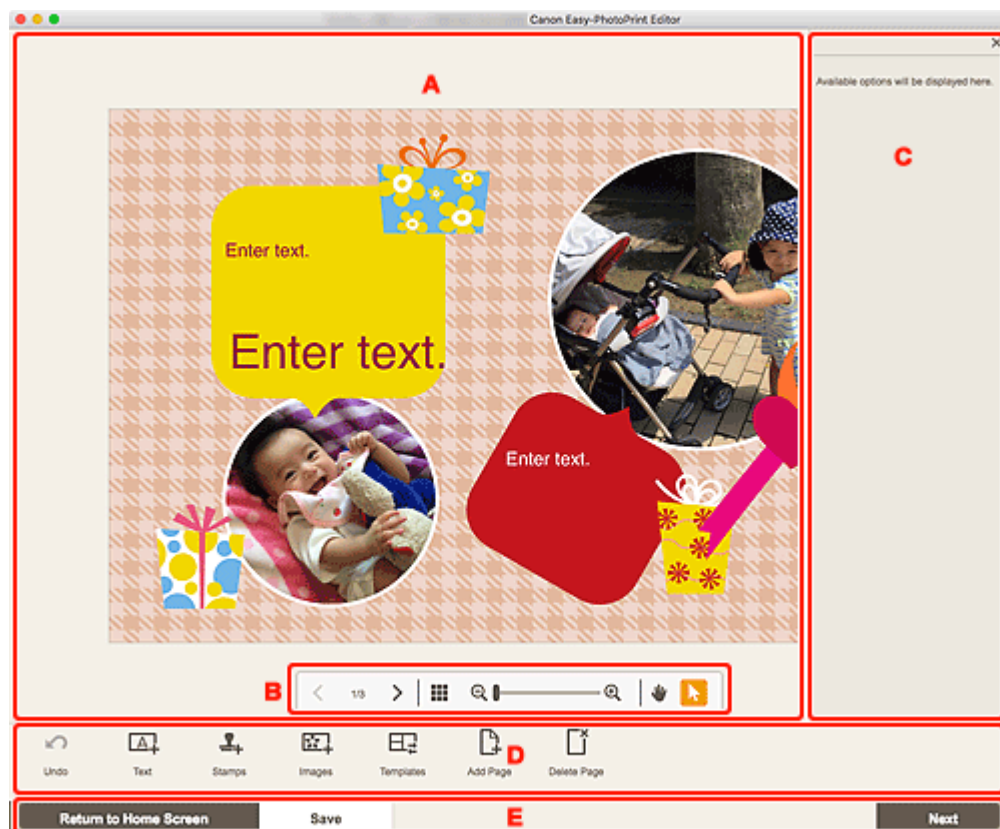 Canon Easy-PhotoPrint Editor
A
Available options will be displayed here.
C
Enter text.
Enter text.
Enter text.
B
1/3
D
Undo
Text
Stamps
Images
Templates
Add Page
Delete Page
Return to Home Screen
Save
E
Next